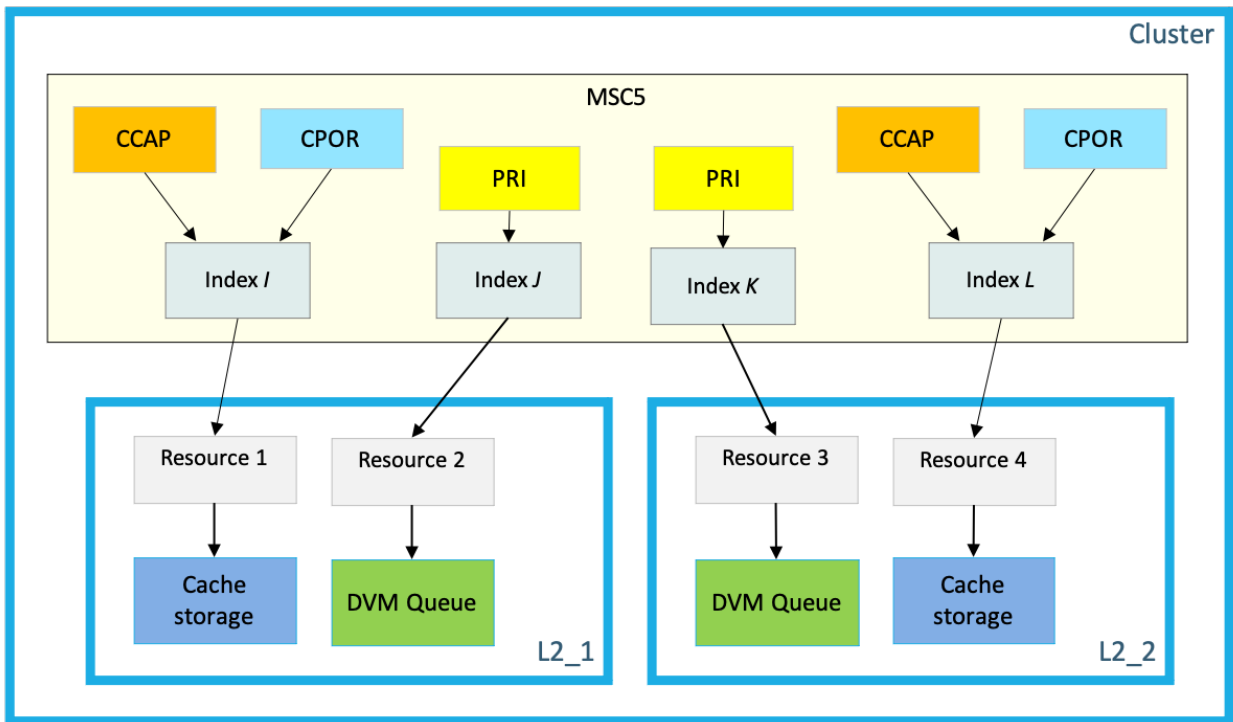 Cluster
MSC5
CCAP
CPOR
PRI
PRI
CCAP
CPOR
Index I
Index J
Index K
Index L
Resource 1
Resource 2
Resource 3
Resource 4
Cache
storage
DVM Queue
DVM Queue
Cache
storage
L2_1
L2_2